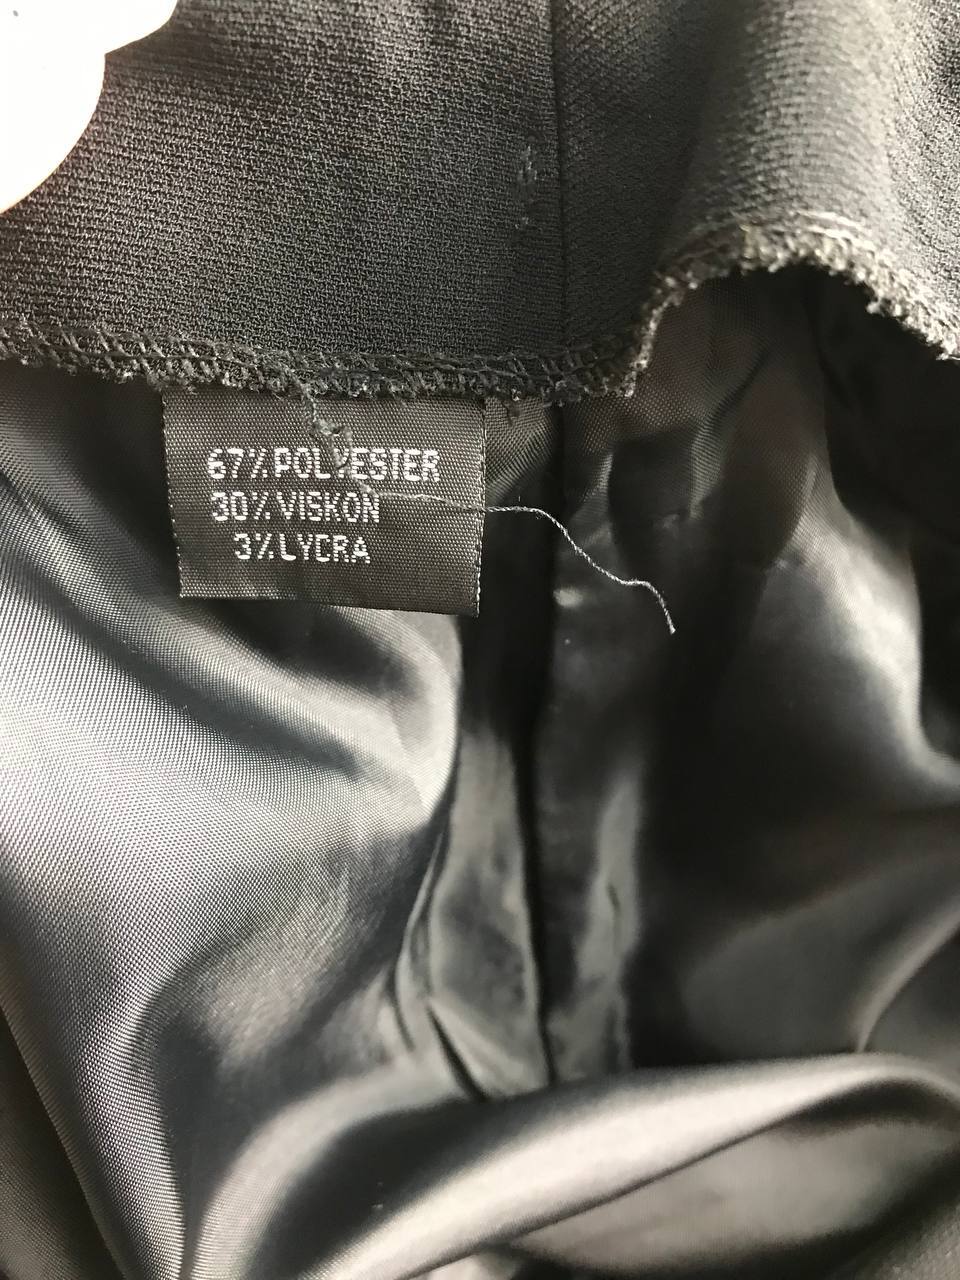 67% POLYESTER
30% VISKON
3% LYCRA